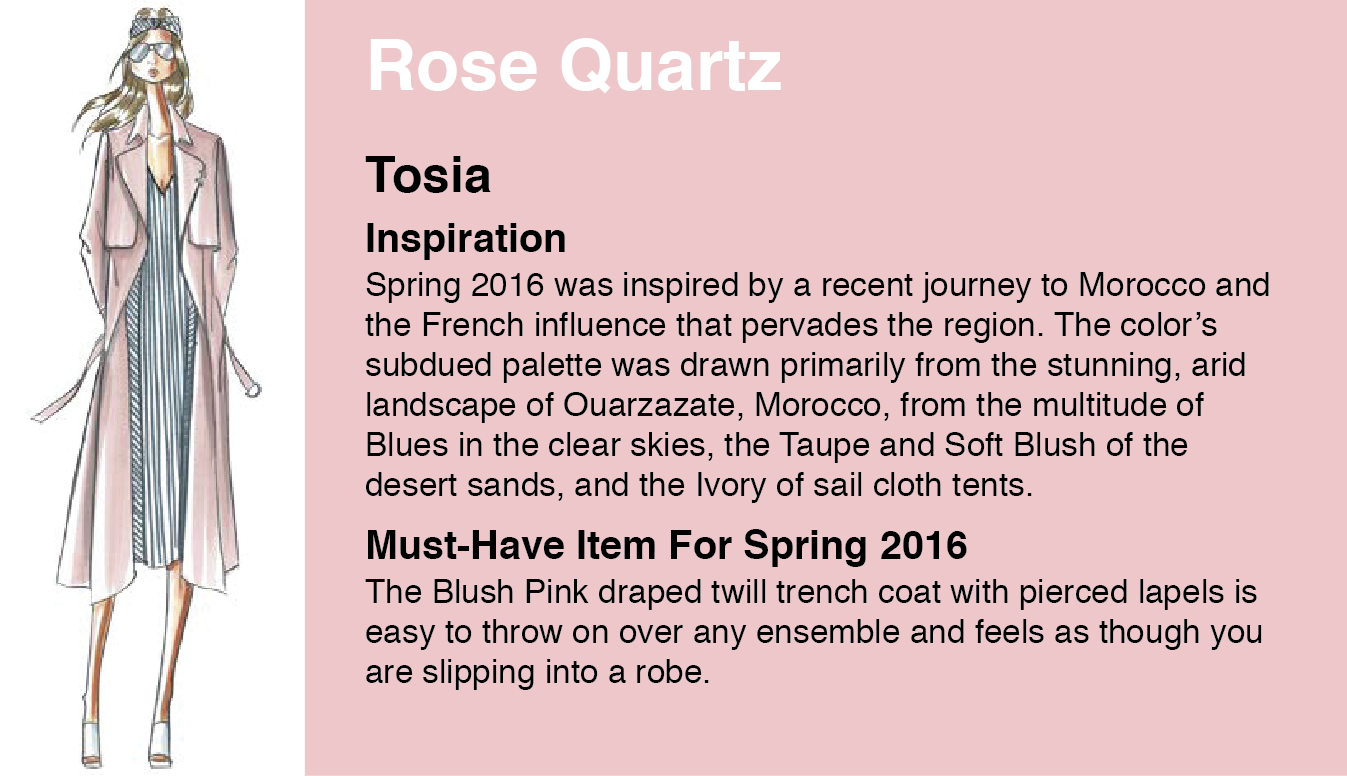 Rose Quartz
Tosia
Inspiration
Spring 2016 was inspired by a recent journey to Morocco and
the French influence that pervades the region. The color’s
subdued palette was drawn primarily from the stunning, arid
landscape of Ouarzazate, Morocco, from the multitude of
Blues in the clear skies, the Taupe and Soft Blush of the
desert sands, and the Ivory of sail cloth tents.
Must-Have Item For Spring 2016
The Blush Pink draped twill trench coat with pierced lapels is
easy to throw on over any ensemble and feels as though you
are slipping into a robe.